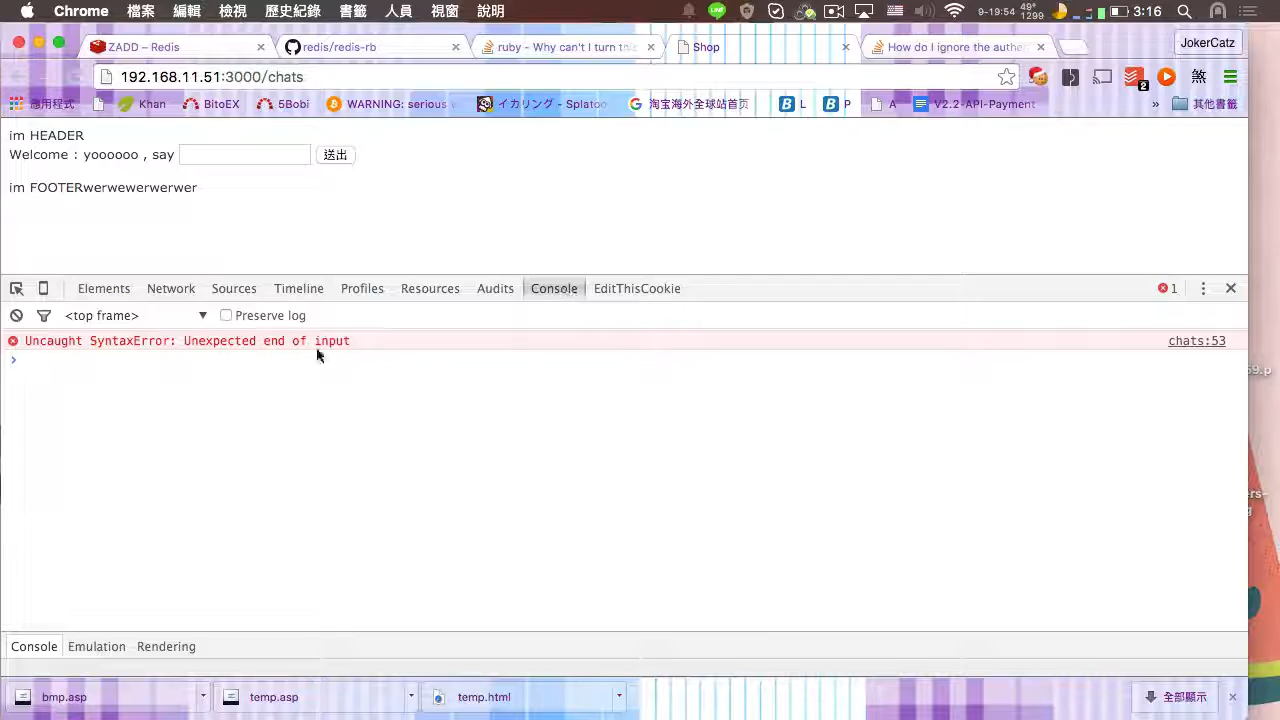 Chrome 檔案 編輯 檢視 歷史紀錄 書籤 人員 視窗 說明 3:16
ZADD – Redis redis/redis-rb ruby - Why can't I turn this Shop How do I ignore the authe JokerCatz
192.168.11.51:3000/chats 2 煞
應用程式 Khan BitoEX 5Bobi WARNING: serious イカリング - Splatoo 淘宝海外全球站首页 L P A V2.2-API-Payment » 其他書籤
im HEADER
Welcome : yoooooo , say 送出
im FOOTERwerwewerwerwer
Elements Network Sources Timeline Profiles Resources Audits Console EditThisCookie 1
<top frame> Preserve log
Uncaught SyntaxError: Unexpected end of input chats:53
Console Emulation Rendering
bmp.asp temp.asp temp.html 全部顯示